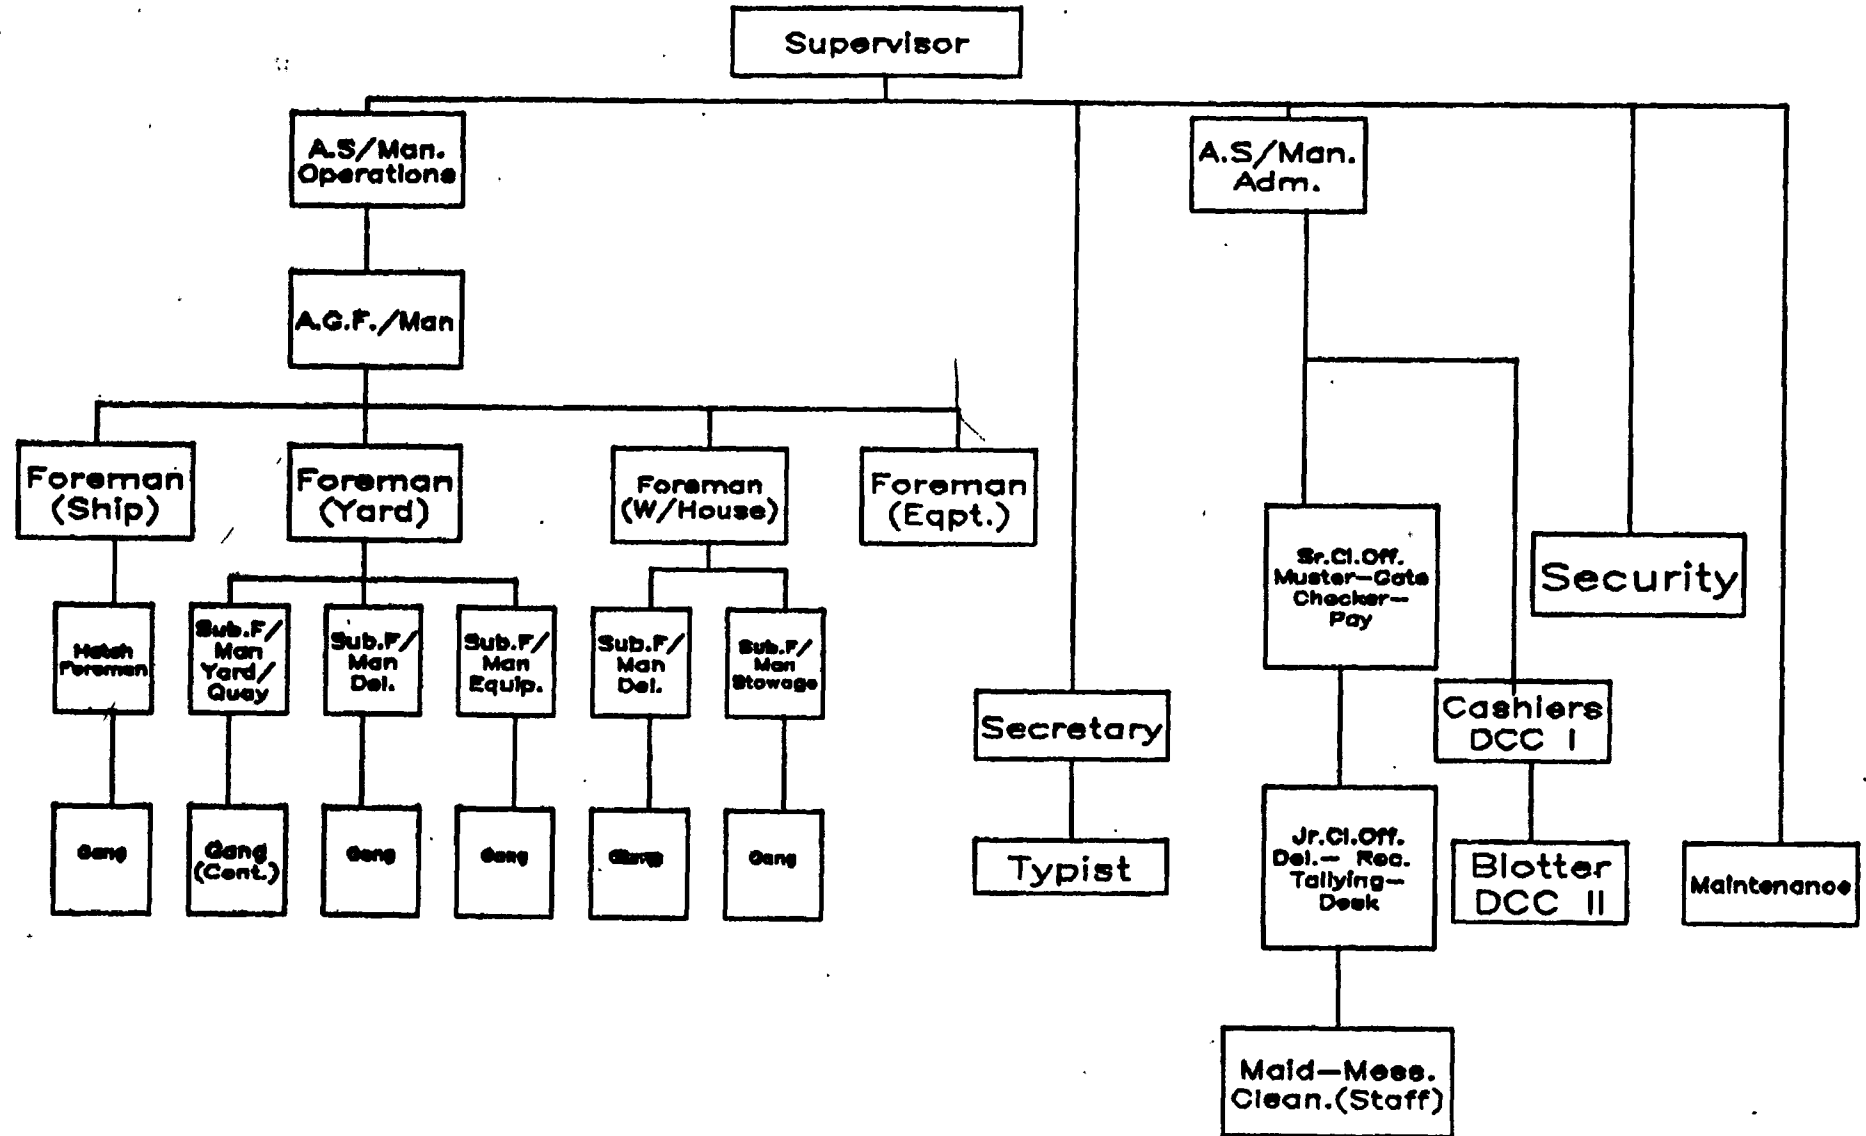 Supervisor
A.S/Man.
Operations
A.S/Man.
Adm.
A.G.F./Man
Foreman
(Ship)
Foreman
(Yard)
Foreman
(W/House)
Foreman
(Eqpt.)
Sr.Cl.Off.
Muster-Gate
Checker-
Pay
Security
Hatch
Foreman
Sub.F/
Man
Yard/
Quay
Sub.F/
Man
Del.
Sub.F/
Man
Equip.
Sub.F/
Man
Del.
Sub.F/
Man
Stowage
Secretary
Cashiers
DCC I
Gang
Gang
(Cont.)
Gang
Gang
Gang
Gang
Typist
Jr.Cl.Off.
Del.- Rec.
Tallying-
Desk
Blotter
DCC II
Maintenance
Maid-Mess.
Clean.(Staff)